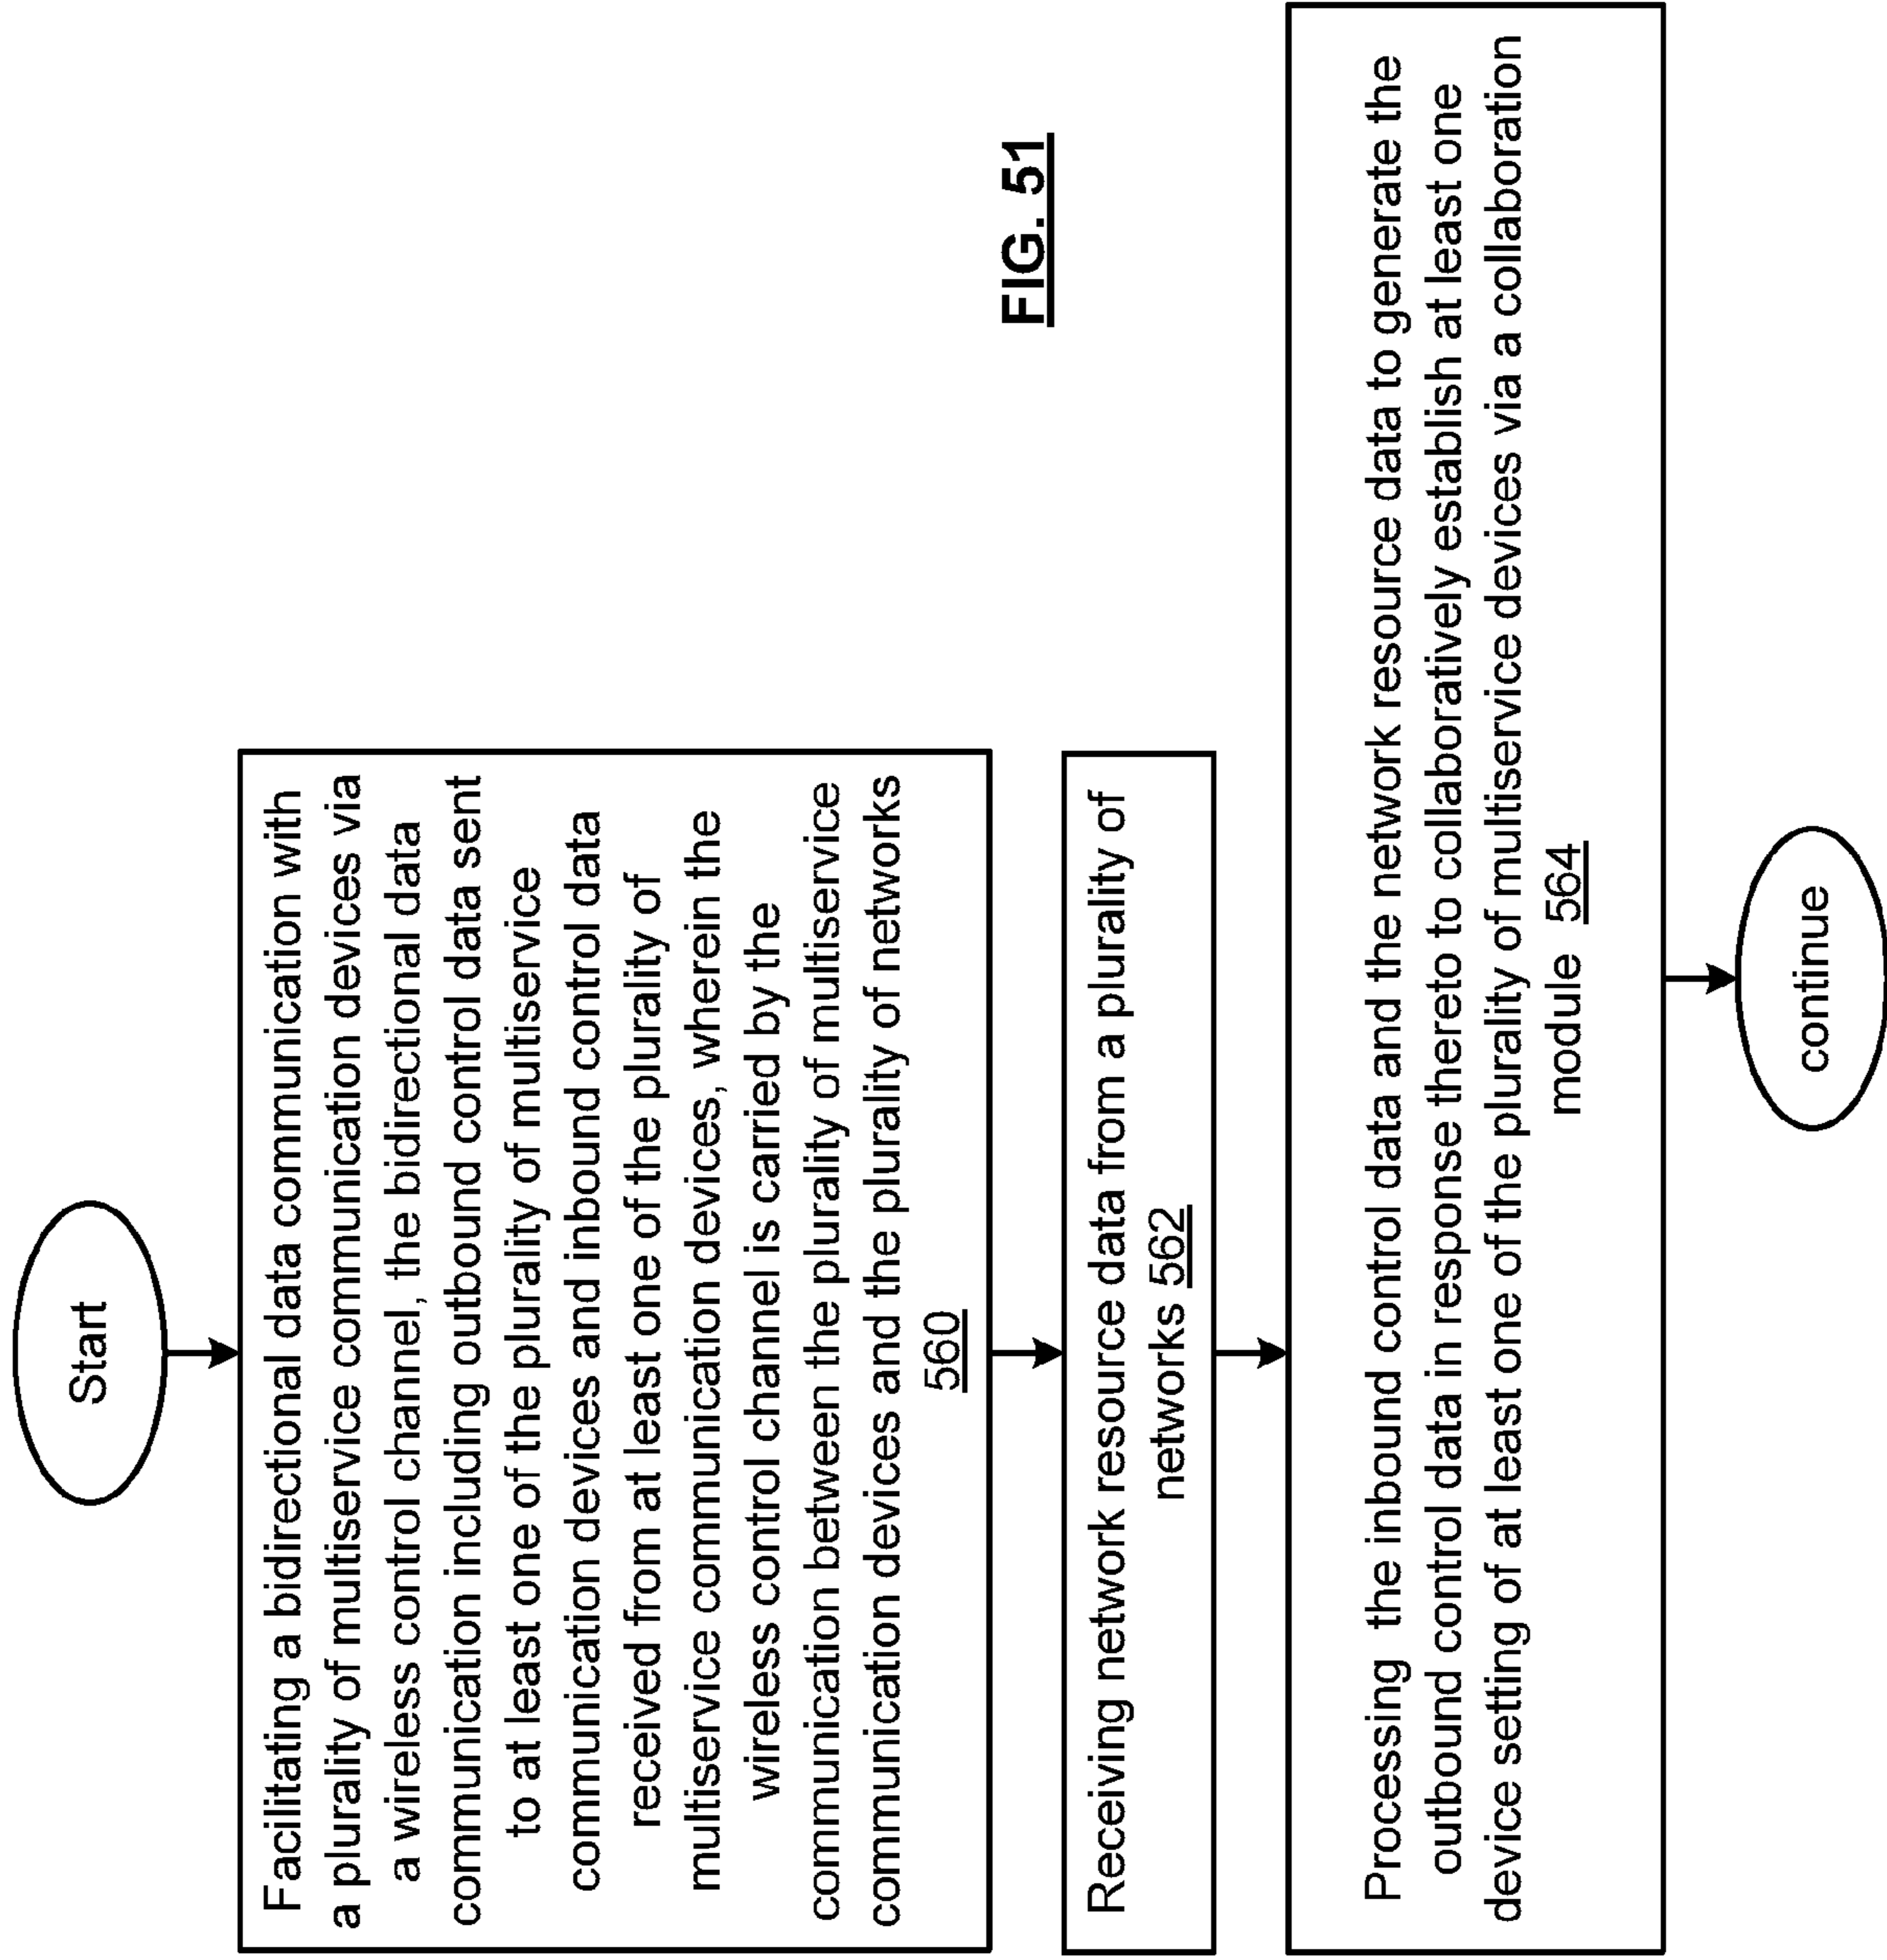 Start
Facilitating a bidirectional data communication with
a plurality of multiservice communication devices via
a wireless control channel, the bidirectional data
communication including outbound control data sent
to at least one of the plurality of multiservice
communication devices and inbound control data
received from at least one of the plurality of
multiservice communication devices, wherein the
wireless control channel is carried by the
communication between the plurality of multiservice
communication devices and the plurality of networks
560
Receiving network resource data from a plurality of
networks 562
FIG. 51
Processing the inbound control data and the network resource data to generate the
outbound control data in response thereto to collaboratively establish at least one
device setting of at least one of the plurality of multiservice devices via a collaboration
module 564
continue